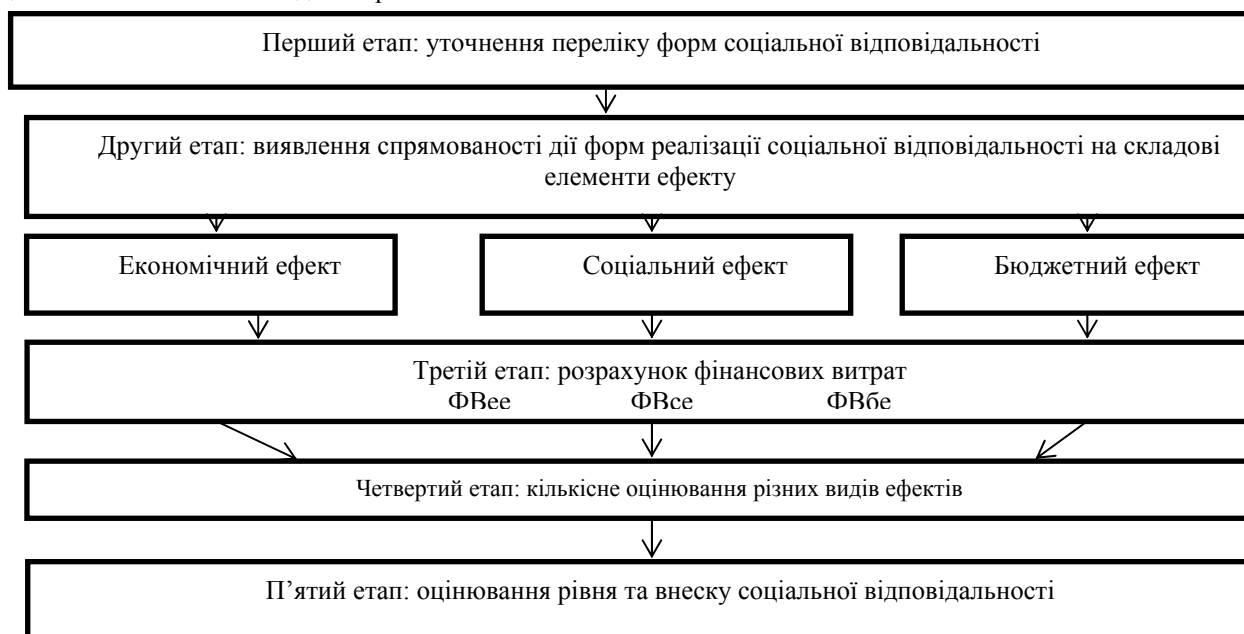 Перший етап: уточнення переліку форм соціальної відповідальності
Другий етап: виявлення спрямованості дії форм реалізації соціальної відповідальності на складові
елементи ефекту
Економічний ефект
Соціальний ефект
Бюджетний ефект
Третій етап: розрахунок фінансових витрат
ФВее ФВсе ФВбе
Четвертий етап: кількісне оцінювання різних видів ефектів
П’ятий етап: оцінювання рівня та внеску соціальної відповідальності